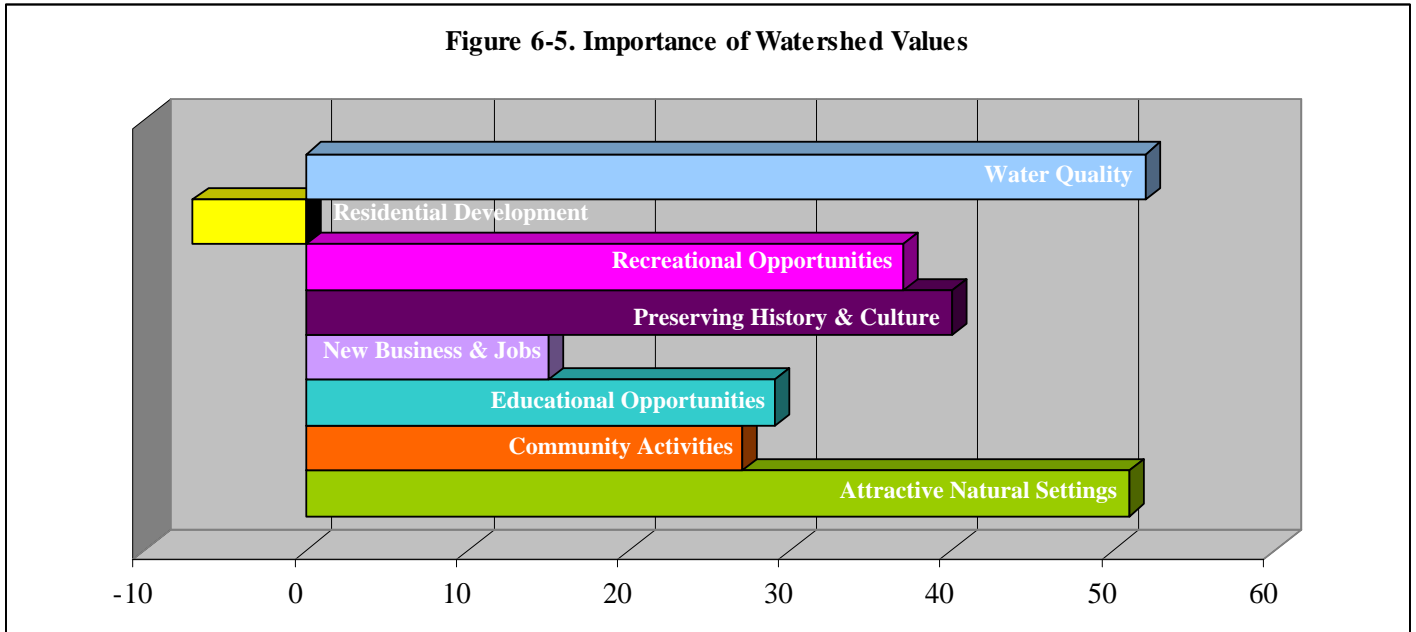 Figure 6-5. Importance of Watershed Values
Water Quality
Residential Development
Recreational Opportunities
Preserving History & Culture
New Business & Jobs
Educational Opportunities
Community Activities
Attractive Natural Settings
-10 0 10 20 30 40 50 60